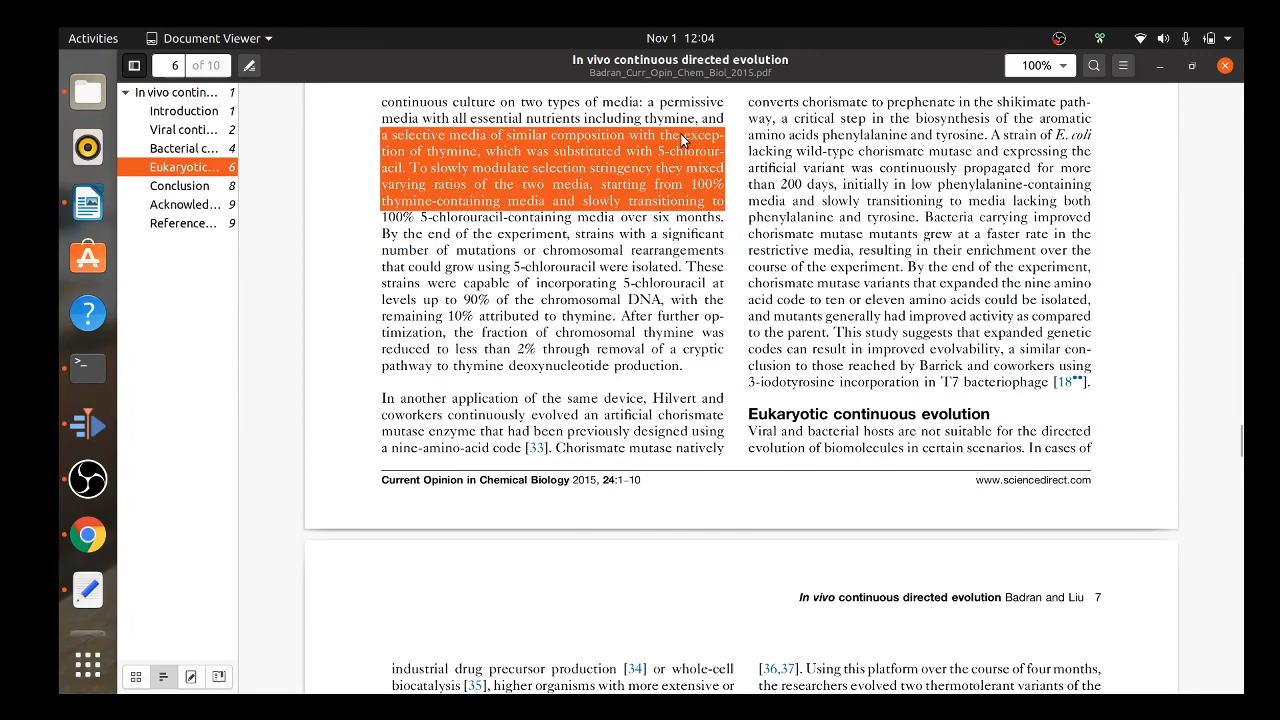 Activities
Document Viewer
Nov 1 12:04
6
of 10
In vivo continuous directed evolution
Badran_Curr_Opin_Chem_Biol_2015.pdf
100%
In vivo contin... 1
Introduction 1
Viral conti... 2
Bacterial c... 4
Eukaryotic... 6
Conclusion 8
Acknowled... 9
Reference... 9
continuous culture on two types of media: a permissive
media with all essential nutrients including thymine, and
a selective media of similar composition with the excep-
tion of thymine, which was substituted with 5-chlorour-
acil. To slowly modulate selection stringency they mixed
varying ratios of the two media, starting from 100%
thymine-containing media and slowly transitioning to
100% 5-chlorouracil-containing media over six months.
By the end of the experiment, strains with a significant
number of mutations or chromosomal rearrangements
that could grow using 5-chlorouracil were isolated. These
strains were capable of incorporating 5-chlorouracil at
levels up to 90% of the chromosomal DNA, with the
remaining 10% attributed to thymine. After further op-
timization, the fraction of chromosomal thymine was
reduced to less than 2% through removal of a cryptic
pathway to thymine deoxynucleotide production.
In another application of the same device, Hilvert and
coworkers continuously evolved an artificial chorismate
mutase enzyme that had been previously designed using
a nine-amino-acid code [33]. Chorismate mutase natively
converts chorismate to prephenate in the shikimate path-
way, a critical step in the biosynthesis of the aromatic
amino acids phenylalanine and tyrosine. A strain of E. coli
lacking wild-type chorismate mutase and expressing the
artificial variant was continuously propagated for more
than 200 days, initially in low phenylalanine-containing
media and slowly transitioning to media lacking both
phenylalanine and tyrosine. Bacteria carrying improved
chorismate mutase mutants grew at a faster rate in the
restrictive media, resulting in their enrichment over the
course of the experiment. By the end of the experiment,
chorismate mutase variants that expanded the nine amino
acid code to ten or eleven amino acids could be isolated,
and mutants generally had improved activity as compared
to the parent. This study suggests that expanded genetic
codes can result in improved evolvability, a similar con-
clusion to those reached by Barrick and coworkers using
3-iodotyrosine incorporation in T7 bacteriophage [18••].
Eukaryotic continuous evolution
Viral and bacterial hosts are not suitable for the directed
evolution of biomolecules in certain scenarios. In cases of
Current Opinion in Chemical Biology 2015, 24:1–10
www.sciencedirect.com
In vivo continuous directed evolution Badran and Liu 7
industrial drug precursor production [34] or whole-cell
biocatalysis [35], higher organisms with more extensive or
[36,37]. Using this platform over the course of four months,
the researchers evolved two thermotolerant variants of the